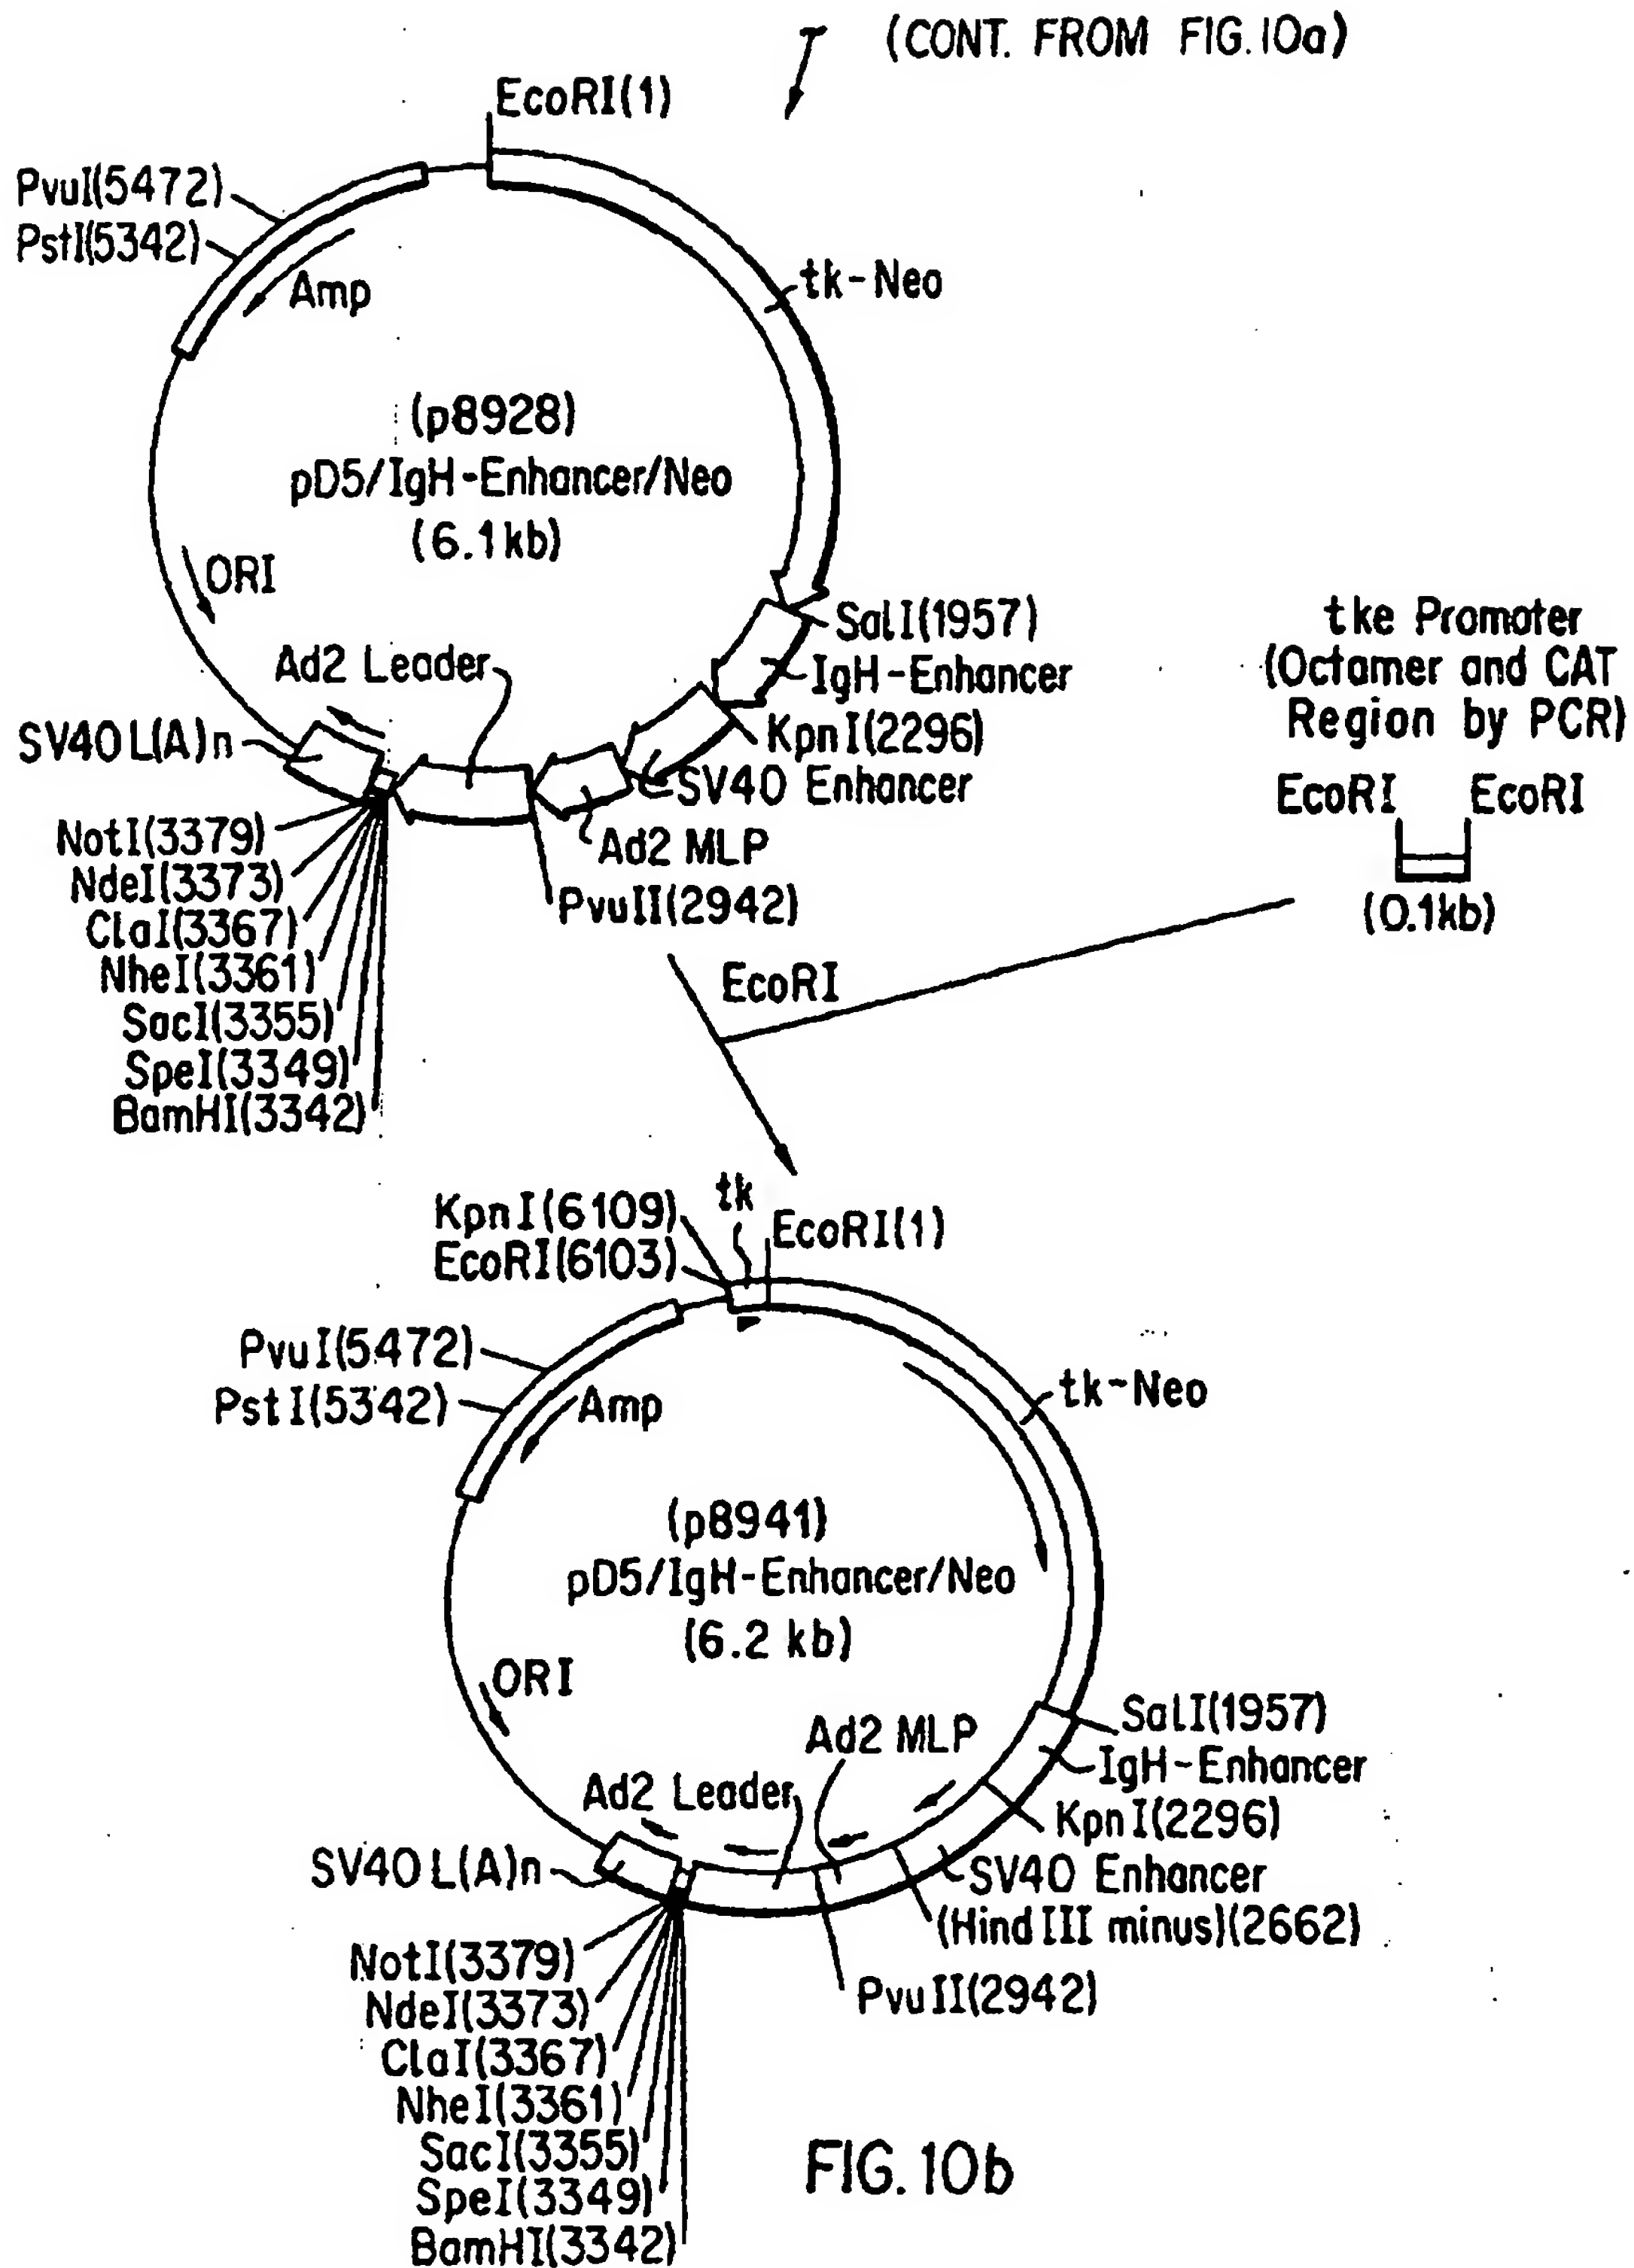 (CONT. FROM FIG. 10a)
EcoRI(1)
PvuI(5472)
PstI(5342)
Amp
tk-Neo
(p8928)
pD5/IgH-Enhancer/Neo
(6.1kb)
ORI
SalI(1957)
IgH-Enhancer
Ad2 Leader
KpnI(2296)
SV40 L(A)n
SV40 Enhancer
Ad2 MLP
PvuII(2942)
NotI(3379)
NdeI(3373)
ClaI(3367)
NheI(3361)
SacI(3355)
SpeI(3349)
BamHI(3342)
tke Promoter
(Octamer and CAT
Region by PCR)
EcoRI EcoRI
(0.1kb)
EcoRI
KpnI(6109)
tk
EcoRI(1)
EcoRI(6103)
PvuI(5472)
PstI(5342)
Amp
tk-Neo
(p8941)
pD5/IgH-Enhancer/Neo
(6.2 kb)
ORI
SalI(1957)
Ad2 MLP
IgH-Enhancer
Ad2 Leader
KpnI(2296)
SV40 L(A)n
SV40 Enhancer
(Hind III minus)(2662)
PvuII(2942)
NotI(3379)
NdeI(3373)
ClaI(3367)
NheI(3361)
SacI(3355)
SpeI(3349)
BamHI(3342)
FIG. 10b